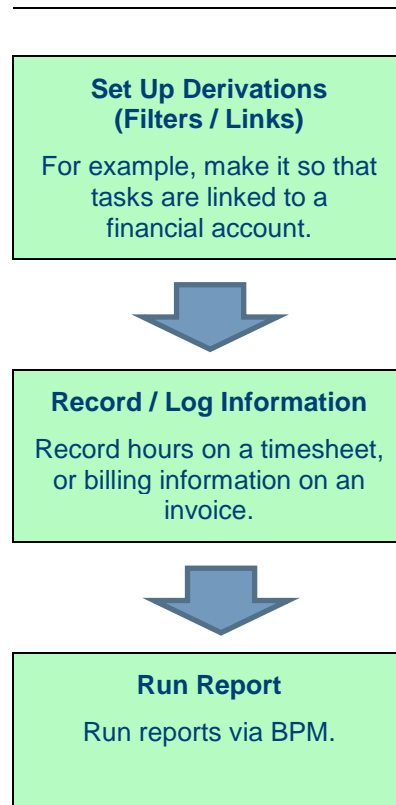 Set Up Derivations
(Filters / Links)
For example, make it so that
tasks are linked to a
financial account.
Record / Log Information
Record hours on a timesheet,
or billing information on an
invoice.
Run Report
Run reports via BPM.